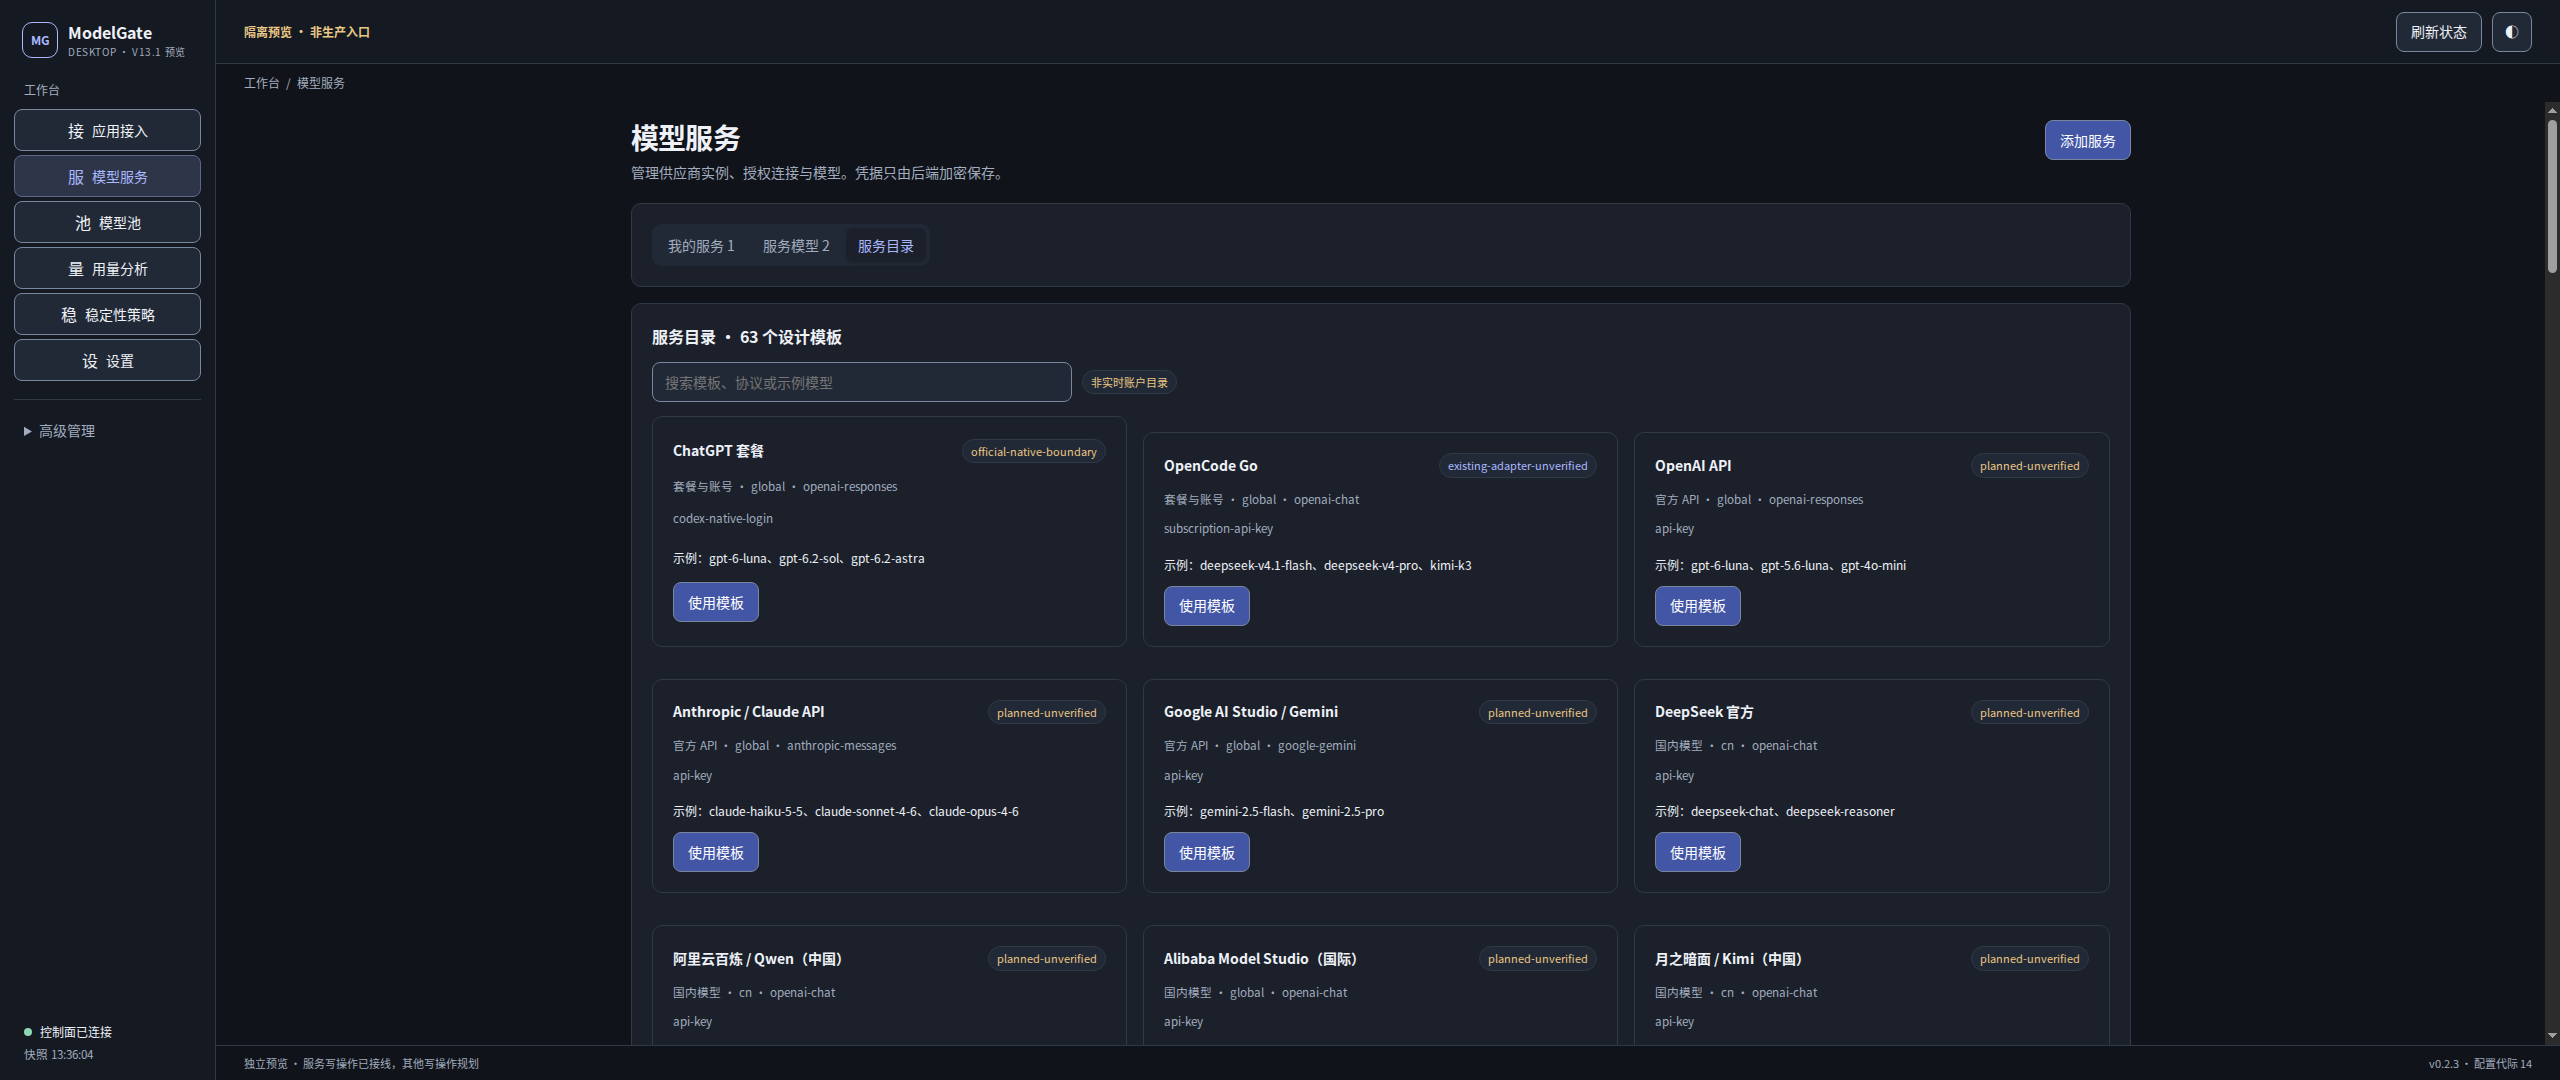 MG
ModelGate
DESKTOP · V13.1 预览
工作台
接 应用接入
服 模型服务
池 模型池
量 用量分析
稳 稳定性策略
设 设置
▶ 高级管理
控制面已连接
快照 13:36:04
隔离预览 · 非生产入口
刷新状态
工作台 / 模型服务
模型服务
管理供应商实例、授权连接与模型。凭据只由后端加密保存。
添加服务
我的服务 1 服务模型 2 服务目录
服务目录 · 63 个设计模板
搜索模板、协议或示例模型
非实时账户目录
ChatGPT 套餐
official-native-boundary
套餐与账号 · global · openai-responses
codex-native-login
示例：gpt-6-luna、gpt-6.2-sol、gpt-6.2-astra
使用模板
OpenCode Go
existing-adapter-unverified
套餐与账号 · global · openai-chat
subscription-api-key
示例：deepseek-v4.1-flash、deepseek-v4-pro、kimi-k3
使用模板
OpenAI API
planned-unverified
官方 API · global · openai-responses
api-key
示例：gpt-6-luna、gpt-5.6-luna、gpt-4o-mini
使用模板
Anthropic / Claude API
planned-unverified
官方 API · global · anthropic-messages
api-key
示例：claude-haiku-5-5、claude-sonnet-4-6、claude-opus-4-6
使用模板
Google AI Studio / Gemini
planned-unverified
官方 API · global · google-gemini
api-key
示例：gemini-2.5-flash、gemini-2.5-pro
使用模板
DeepSeek 官方
planned-unverified
国内模型 · cn · openai-chat
api-key
示例：deepseek-chat、deepseek-reasoner
使用模板
阿里云百炼 / Qwen（中国）
planned-unverified
国内模型 · cn · openai-chat
api-key
Alibaba Model Studio（国际）
planned-unverified
国内模型 · global · openai-chat
api-key
月之暗面 / Kimi（中国）
planned-unverified
国内模型 · cn · openai-chat
api-key
独立预览 · 服务写操作已接线，其他写操作规划
v0.2.3 · 配置代际 14